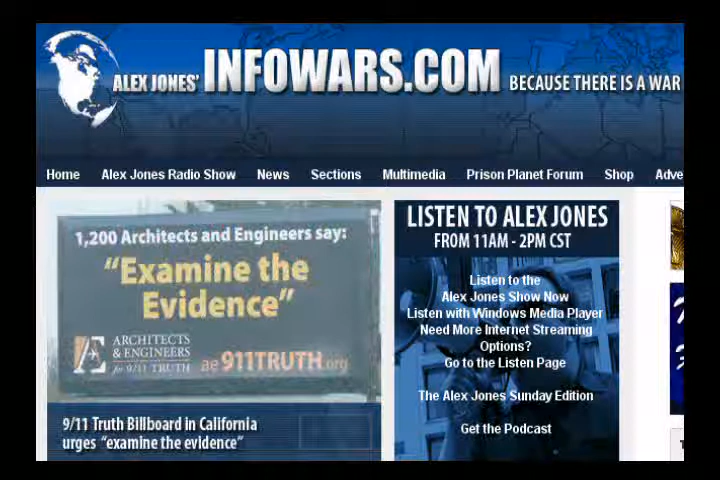 ALEX JONES' INFOWARS.COM BECAUSE THERE IS A WAR
Home Alex Jones Radio Show News Sections Multimedia Prison Planet Forum Shop Adve
1,200 Architects and Engineers say:
"Examine the
Evidence"
ARCHITECTS
& ENGINEERS
for 9/11 TRUTH
ae911TRUTH.org
9/11 Truth Billboard in California
urges "examine the evidence"
LISTEN TO ALEX JONES
FROM 11AM - 2PM CST
Listen to the
Alex Jones Show Now
Listen with Windows Media Player
Need More Internet Streaming
Options?
Go to the Listen Page
The Alex Jones Sunday Edition
Get the Podcast